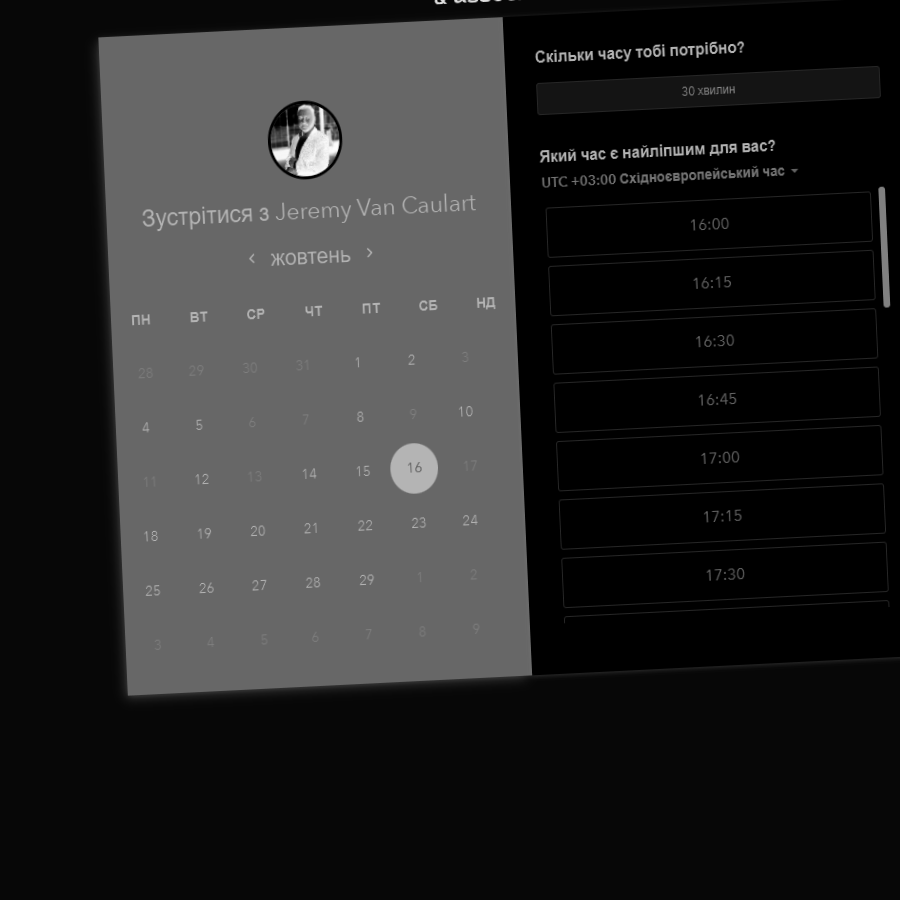 Зустрітися з Jeremy Van Caulart
‹ жовтень ›
ПН ВТ СР ЧТ ПТ СБ НД
28 29 30 31 1 2 3
4 5 6 7 8 9 10
11 12 13 14 15 16 17
18 19 20 21 22 23 24
25 26 27 28 29 1 2
3 4 5 6 7 8 9
Скільки часу тобі потрібно?
30 хвилин
Який час є найліпшим для вас?
UTC +03:00 Східноєвропейський час
16:00
16:15
16:30
16:45
17:00
17:15
17:30